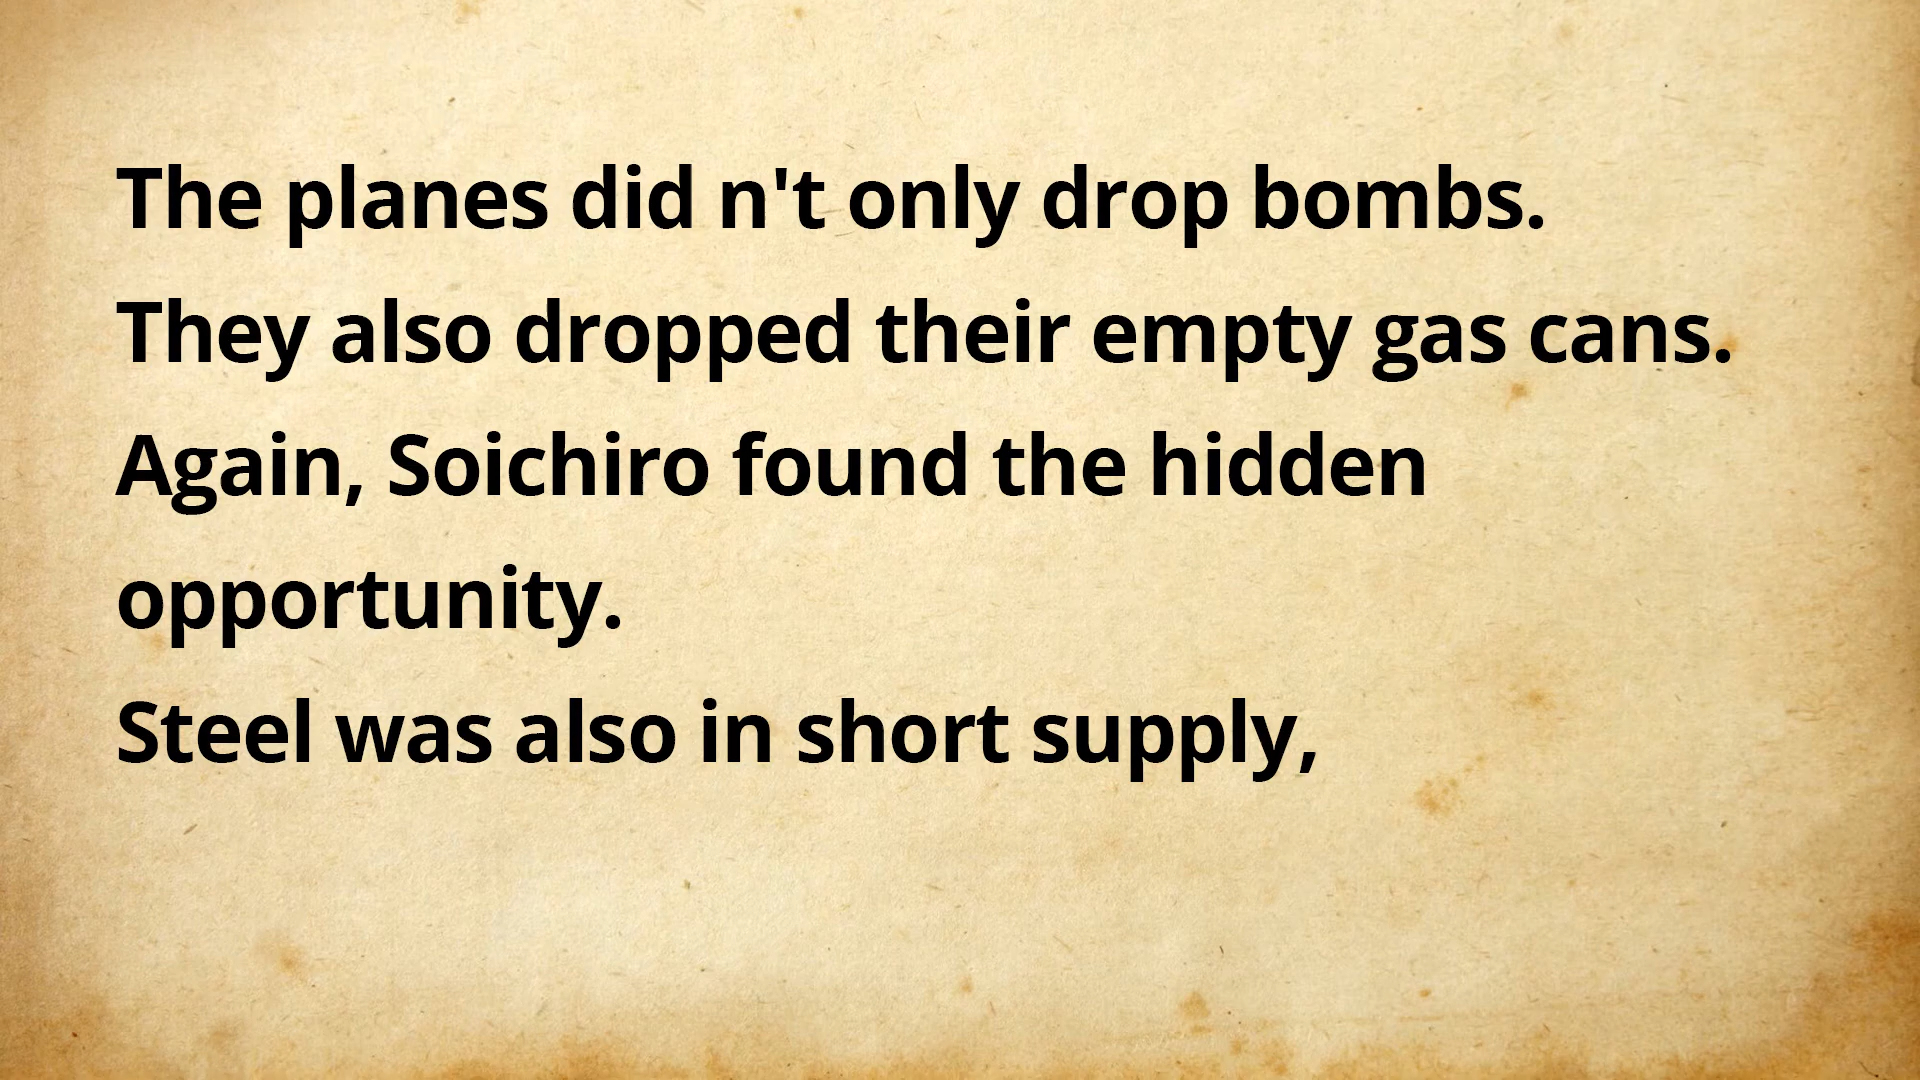 The planes did n't only drop bombs.
They also dropped their empty gas cans.
Again, Soichiro found the hidden
opportunity.
Steel was also in short supply,